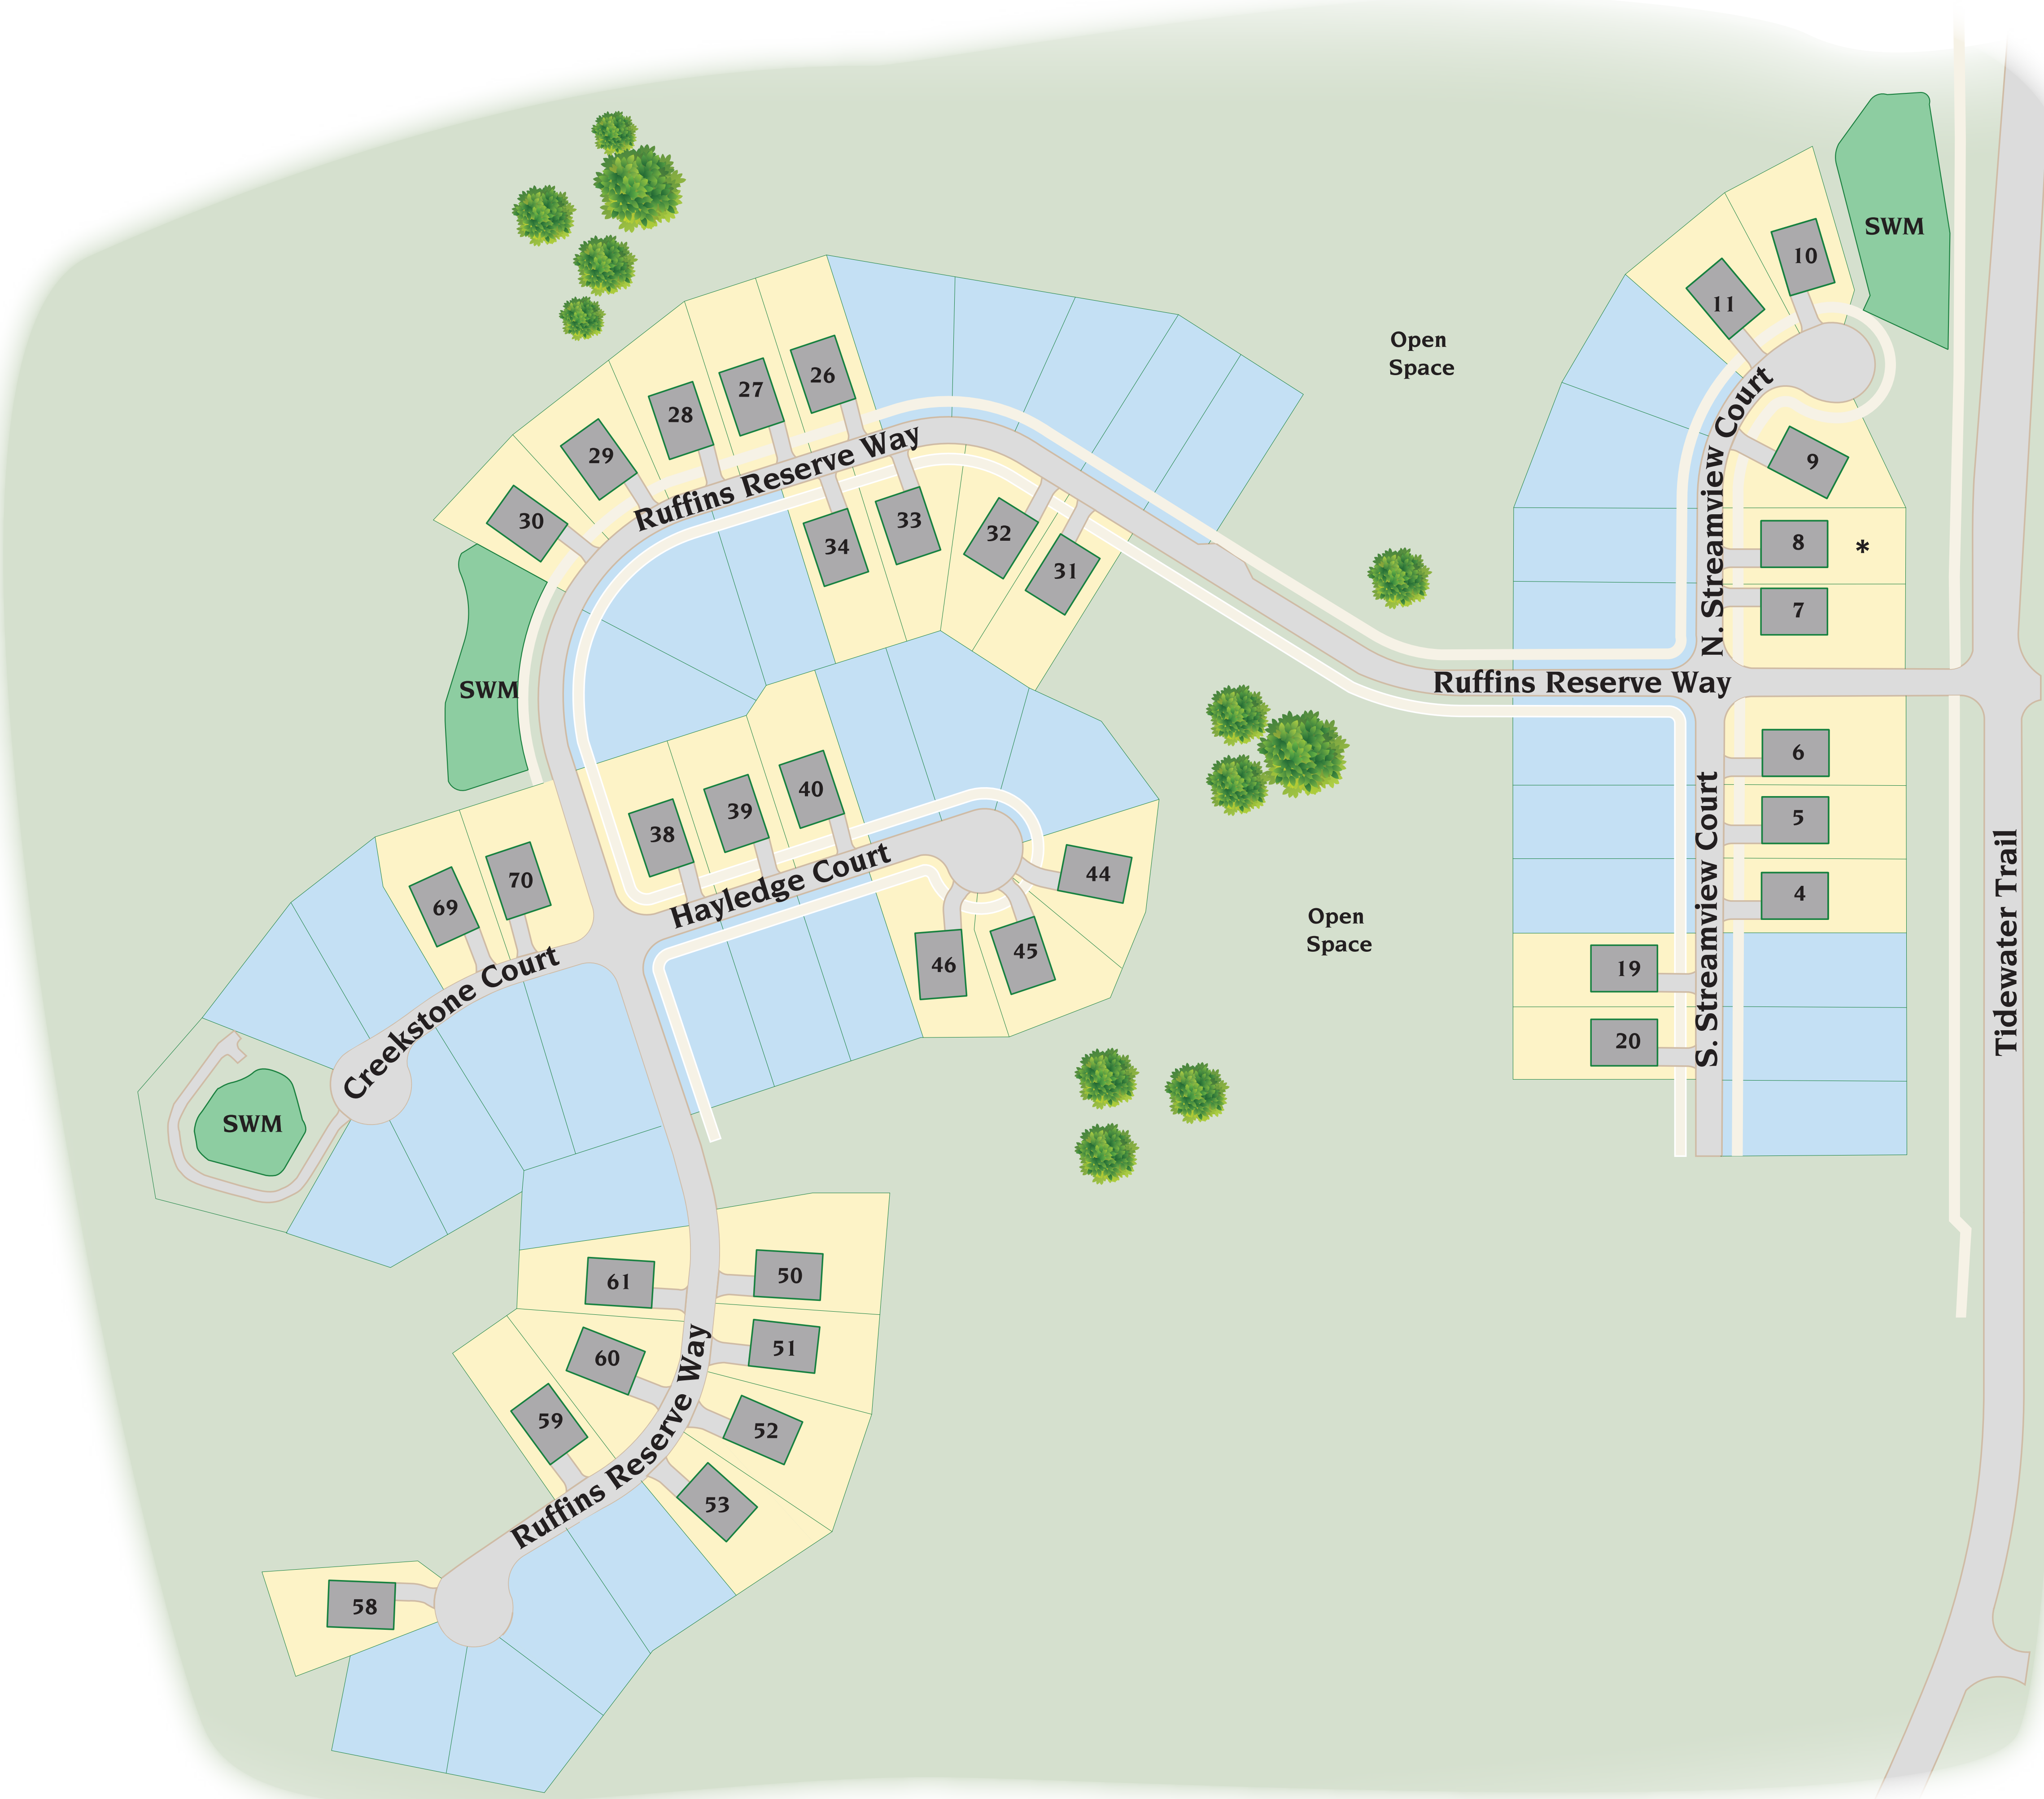 SWM
10
11
Open
Space
26
27
28
N. Streamview Court
29
Ruffins Reserve Way
9
30
33
32
8
*
34
31
7
SWM
Ruffins Reserve Way
6
40
39
5
38
Hayledge Court
44
70
4
S. Streamview Court
Tidewater Trail
69
Open
Space
45
46
19
Creekstone Court
20
SWM
61
50
51
60
59
52
Ruffins Reserve Way
53
58